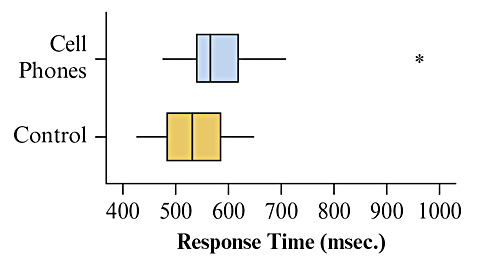 Cell
Phones
*
Control
400 500 600 700 800 900 1000
Response Time (msec.)